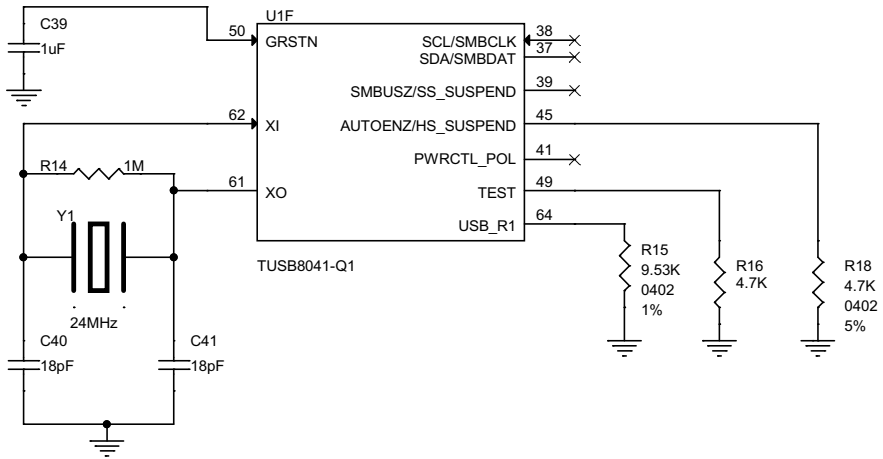 U1F
C39
1uF
50
GRSTN
SCL/SMBCLK
38
SDA/SMBDAT
37
SMBUSZ/SS_SUSPEND
39
62
XI
AUTOENZ/HS_SUSPEND
45
R14
1M
PWRCTL_POL
41
61
XO
TEST
49
Y1
USB_R1
64
TUSB8041-Q1
R15
9.53K
0402
1%
R16
4.7K
R18
4.7K
0402
5%
24MHz
C40
18pF
C41
18pF